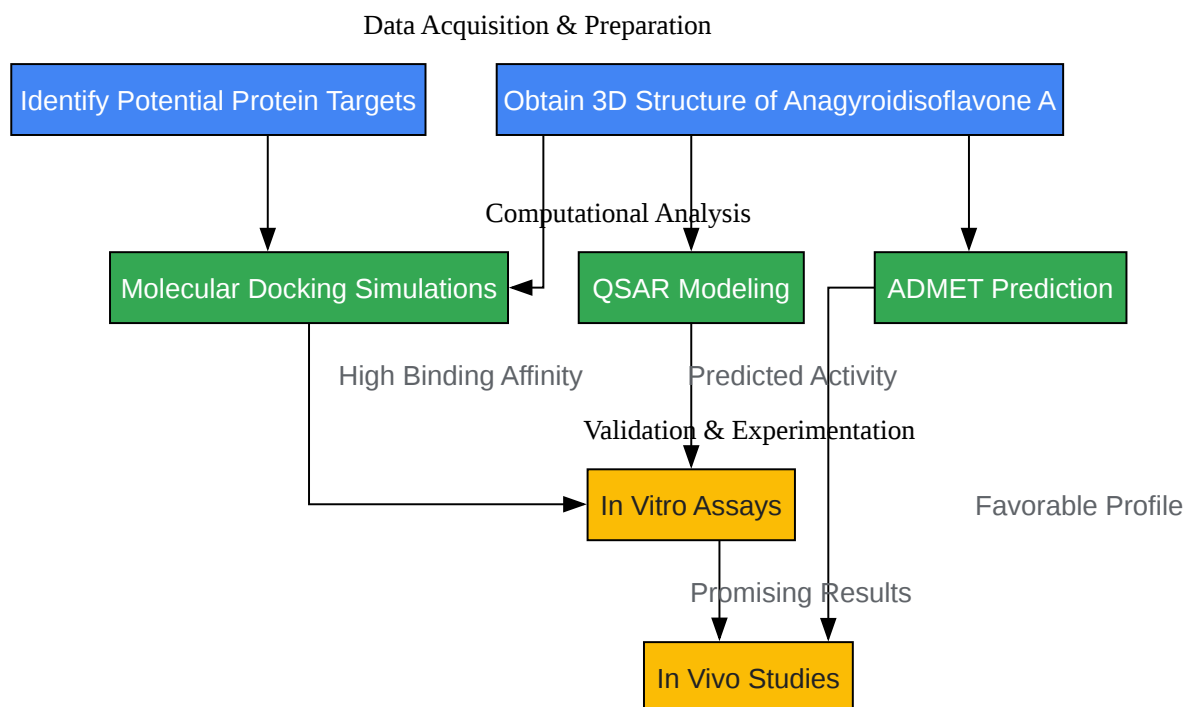 Data Acquisition & Preparation
Identify Potential Protein Targets
Obtain 3D Structure of Anagyroidisoflavone A
Computational Analysis
Molecular Docking Simulations
QSAR Modeling
ADMET Prediction
High Binding Affinity
Predicted Activity
Validation & Experimentation
In Vitro Assays
Favorable Profile
Promising Results
In Vivo Studies